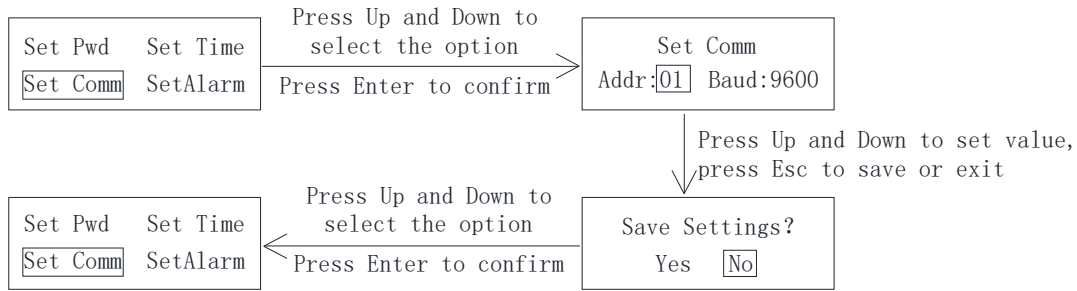 Set Pwd Set Time
Set Comm SetAlarm
Press Up and Down to
select the option
Press Enter to confirm
Set Comm
Addr:01 Baud:9600
Press Up and Down to set value,
press Esc to save or exit
Save Settings?
Yes No
Press Up and Down to
select the option
Press Enter to confirm
Set Pwd Set Time
Set Comm SetAlarm